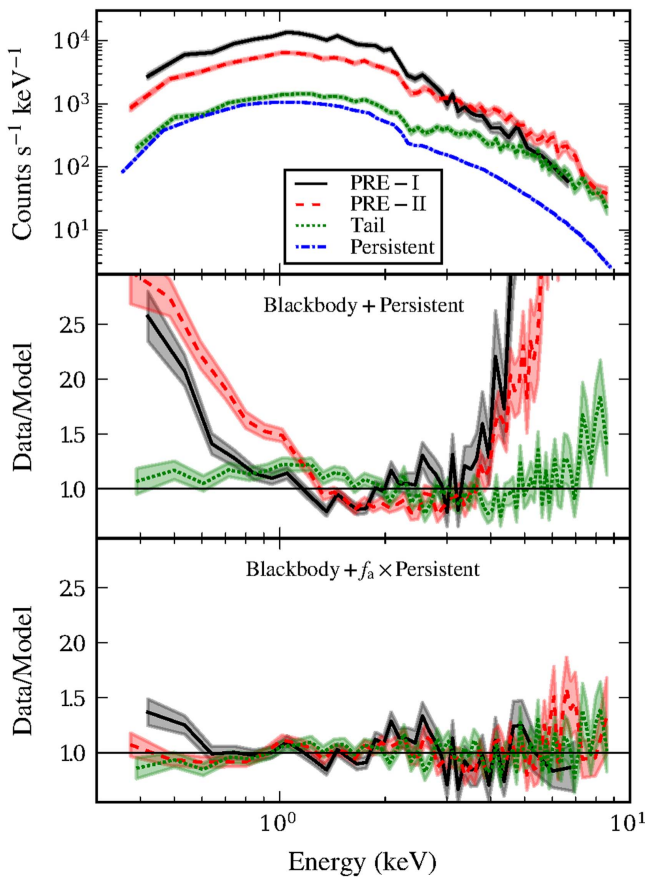 10^4
10^3
10^2
10^1
Counts s^−1 keV^−1
PRE – I
PRE – II
Tail
Persistent
Blackbody + Persistent
25
20
1.5
1.0
Data/Model
Blackbody + f_a × Persistent
25
20
1.5
1.0
Data/Model
10^0
10^1
Energy (keV)